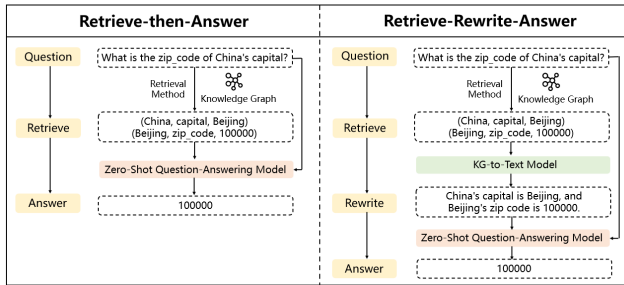 Retrieve-then-Answer
Question
What is the zip_code of China's capital?
Retrieval
Method
Knowledge Graph
Retrieve
(China, capital, Beijing)
(Beijing, zip_code, 100000)
Zero-Shot Question-Answering Model
Answer
100000
Retrieve-Rewrite-Answer
Question
What is the zip_code of China's capital?
Retrieval
Method
Knowledge Graph
Retrieve
(China, capital, Beijing)
(Beijing, zip_code, 100000)
KG-to-Text Model
Rewrite
China's capital is Beijing, and
Beijing's zip code is 100000.
Zero-Shot Question-Answering Model
Answer
100000